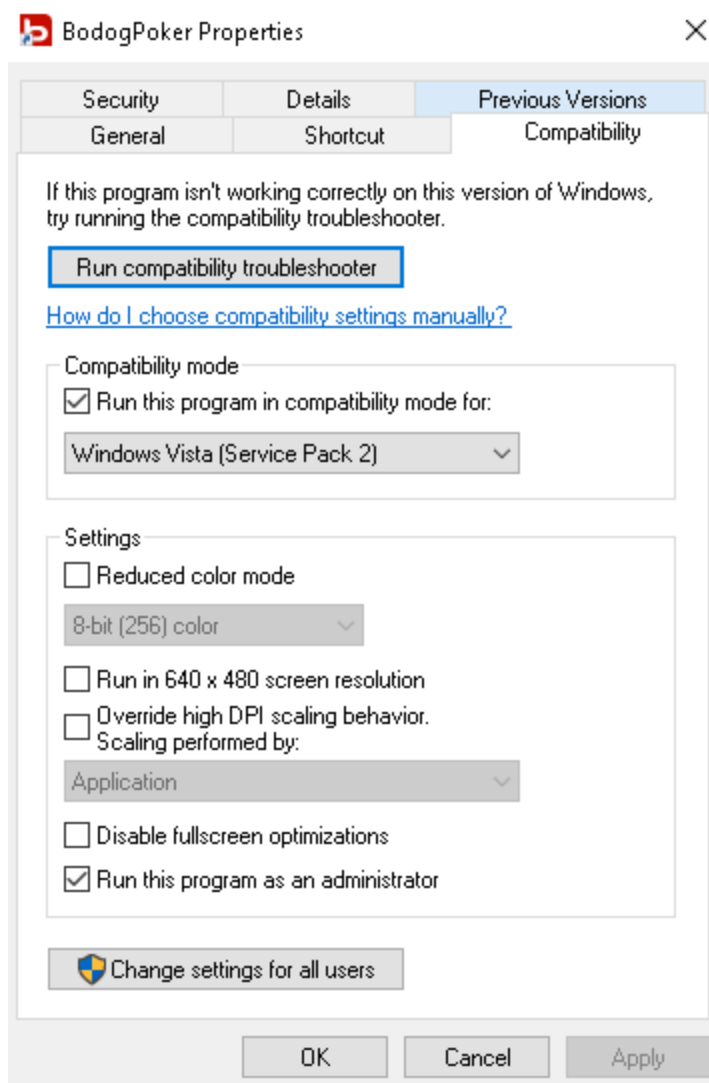 BodogPoker Properties
Security
Details
Previous Versions
General
Shortcut
Compatibility
If this program isn't working correctly on this version of Windows,
try running the compatibility troubleshooter.
Run compatibility troubleshooter
How do I choose compatibility settings manually?
Compatibility mode
Run this program in compatibility mode for:
Windows Vista (Service Pack 2)
Settings
Reduced color mode
8-bit (256) color
Run in 640 x 480 screen resolution
Override high DPI scaling behavior.
Scaling performed by:
Application
Disable fullscreen optimizations
Run this program as an administrator
Change settings for all users
OK
Cancel
Apply